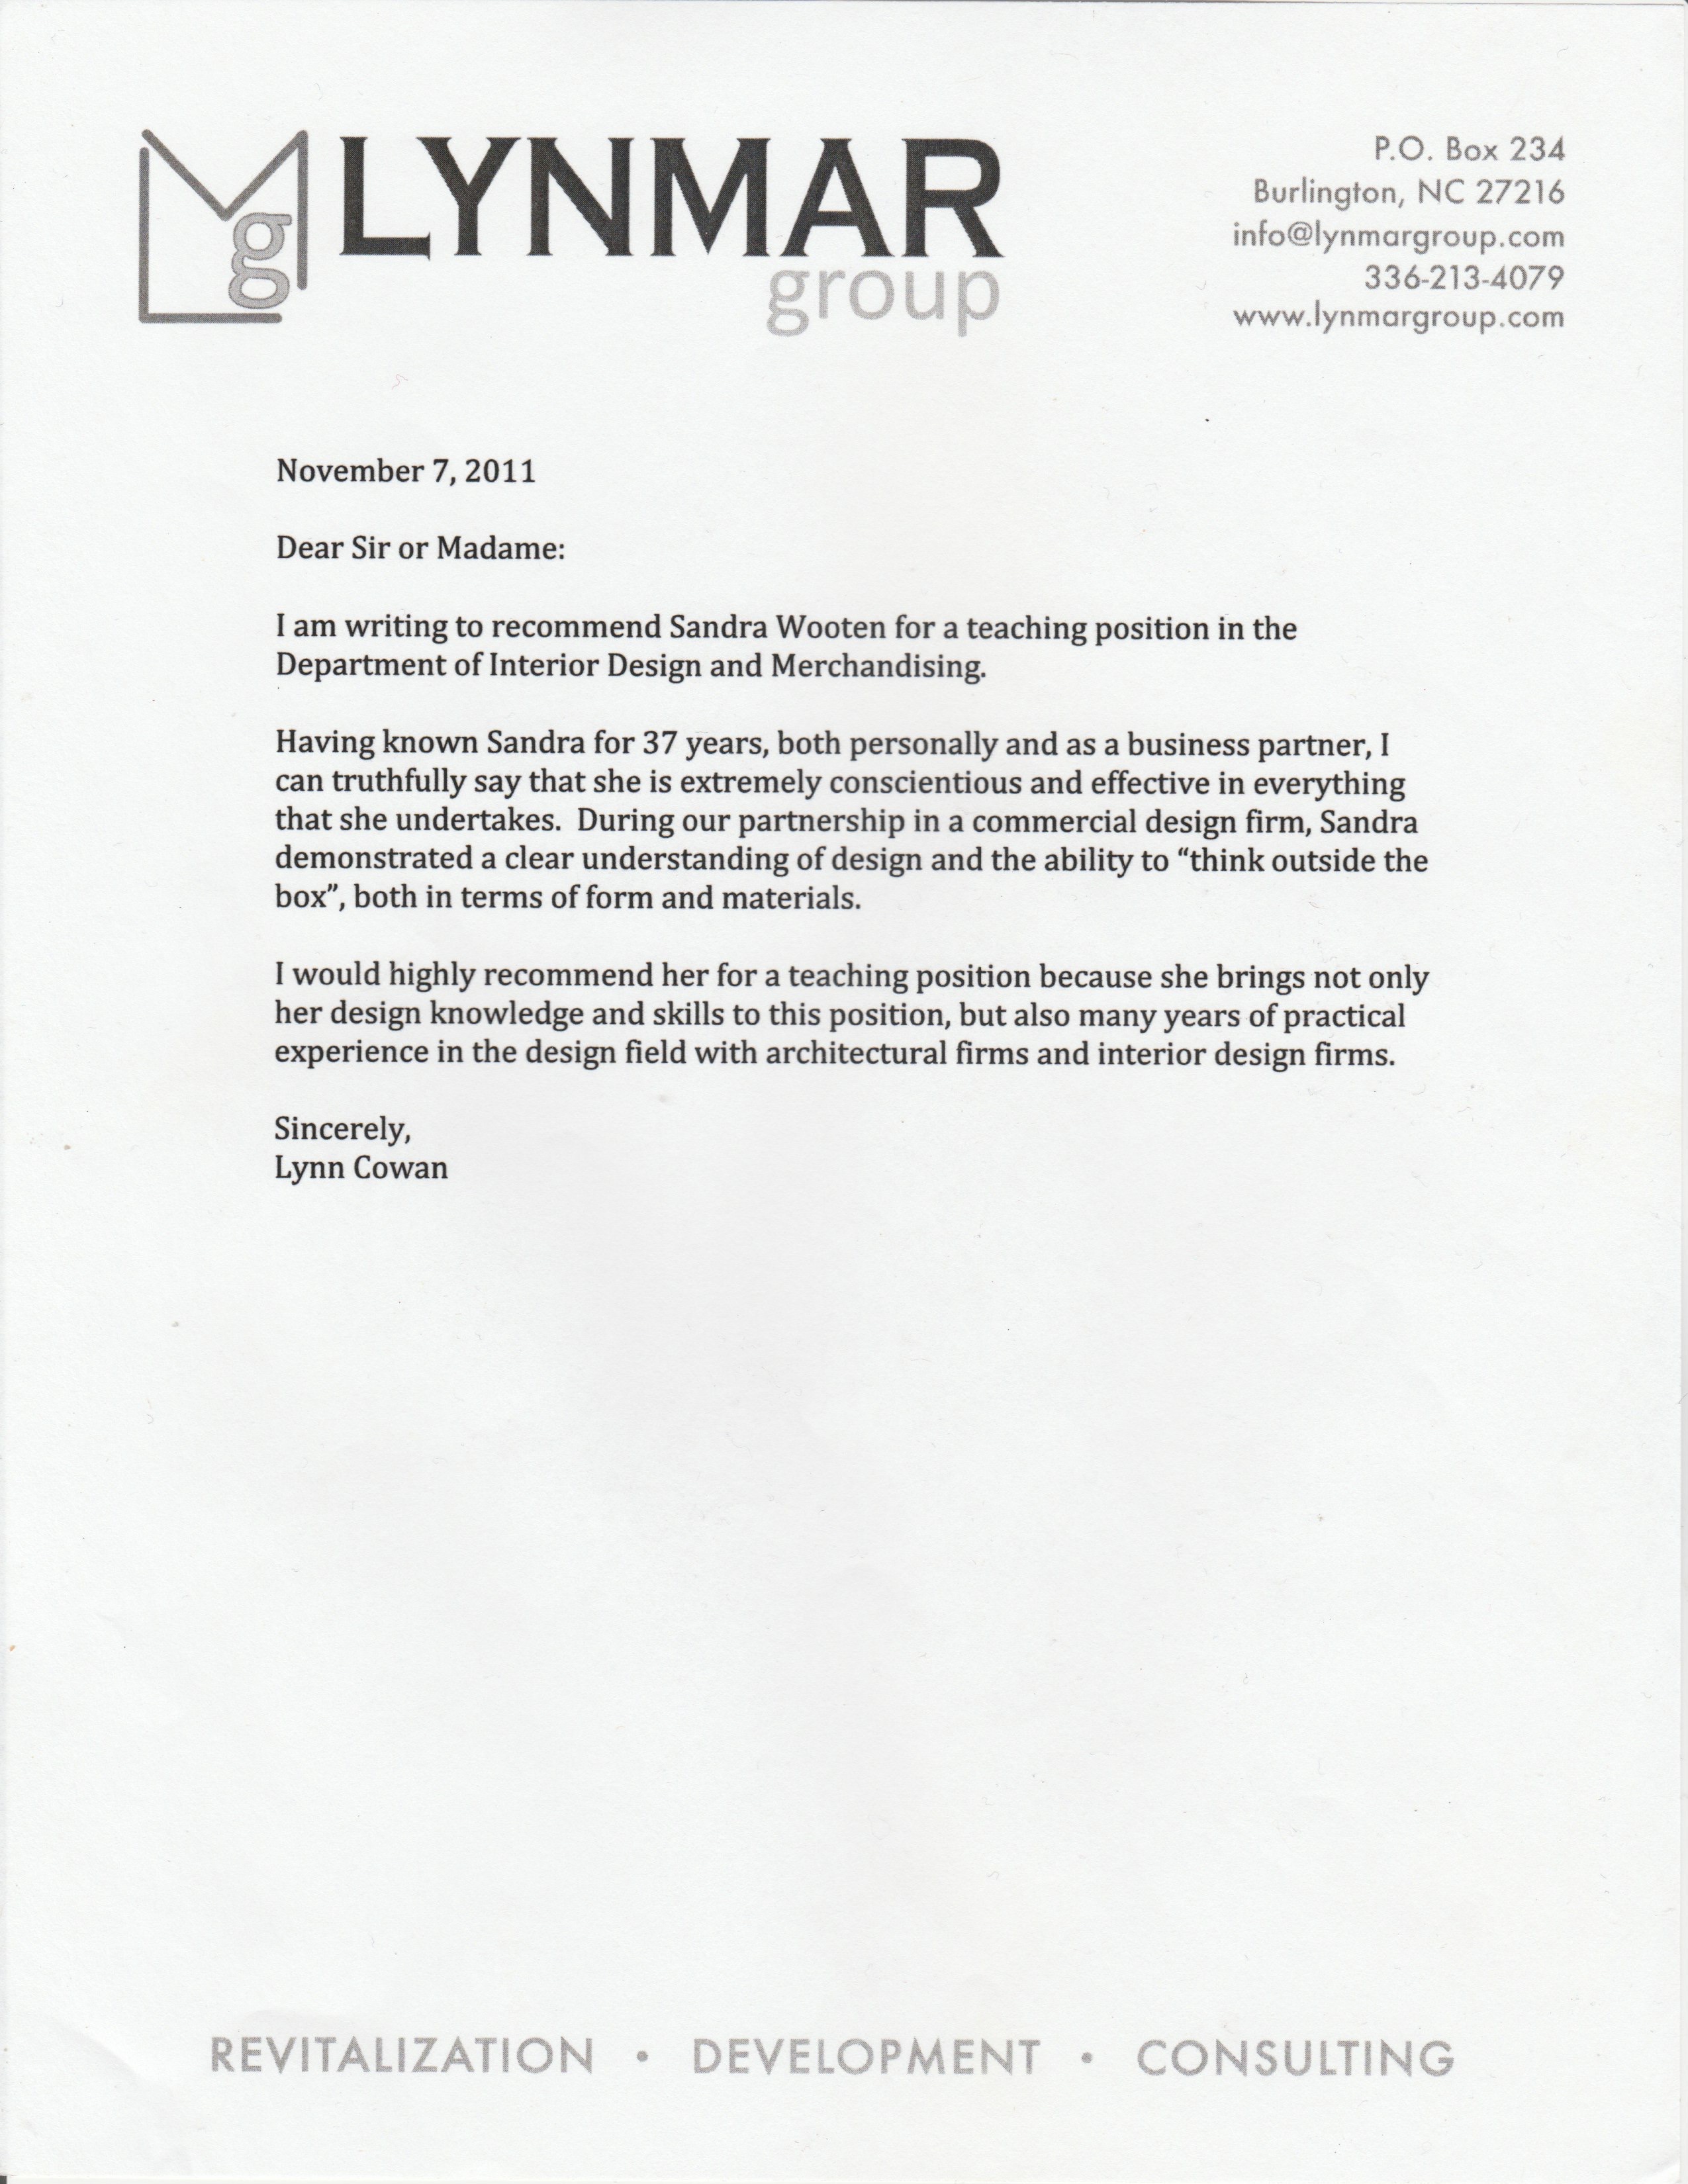 Mg LYNMAR
group
P.O. Box 234
Burlington, NC 27216
info@lynmargroup.com
336-213-4079
www.lynmargroup.com
November 7, 2011
Dear Sir or Madame:
I am writing to recommend Sandra Wooten for a teaching position in the
Department of Interior Design and Merchandising.
Having known Sandra for 37 years, both personally and as a business partner, I
can truthfully say that she is extremely conscientious and effective in everything
that she undertakes.  During our partnership in a commercial design firm, Sandra
demonstrated a clear understanding of design and the ability to “think outside the
box”, both in terms of form and materials.
I would highly recommend her for a teaching position because she brings not only
her design knowledge and skills to this position, but also many years of practical
experience in the design field with architectural firms and interior design firms.
Sincerely,
Lynn Cowan
REVITALIZATION • DEVELOPMENT • CONSULTING